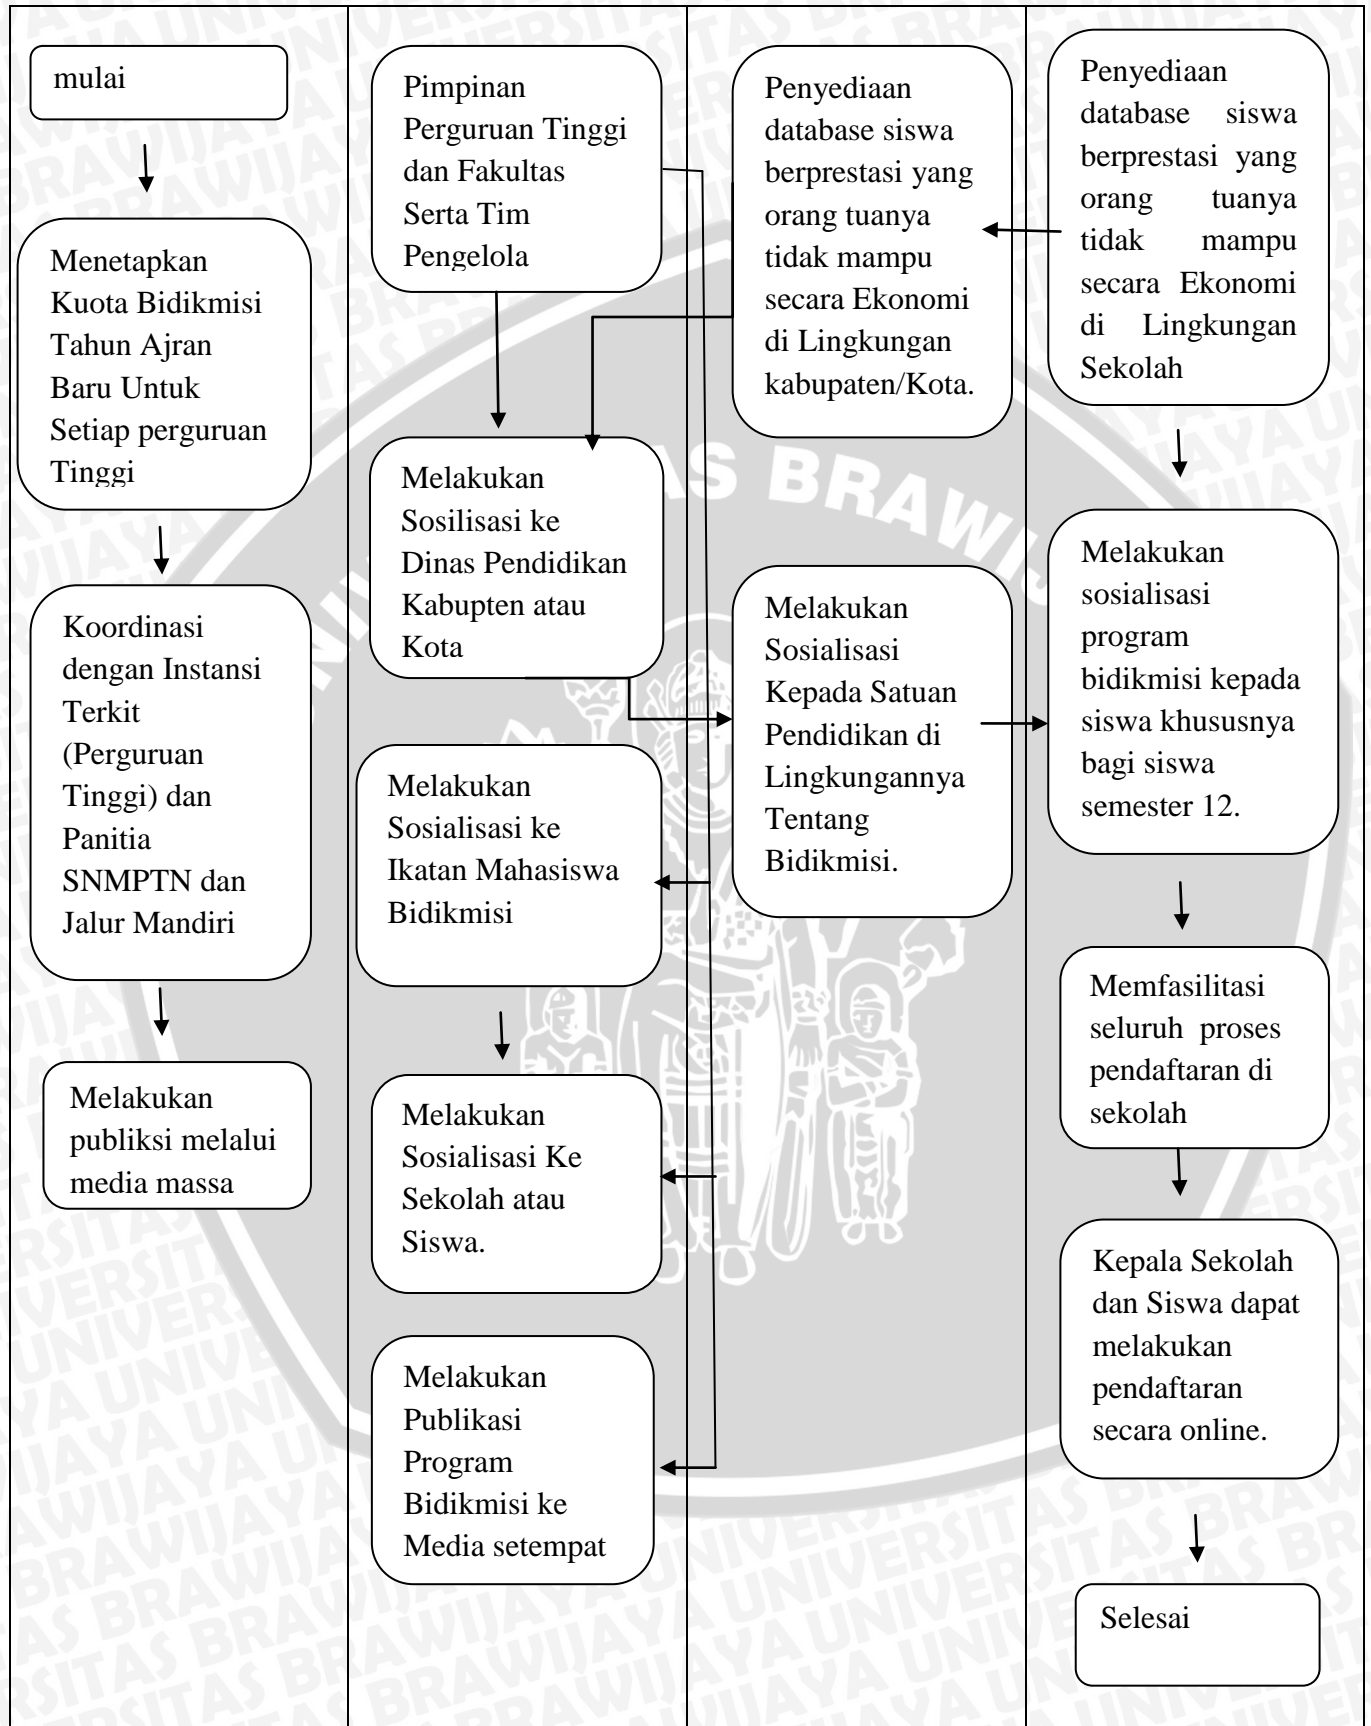 mulai
Menetapkan
Kuota Bidikmisi
Tahun Ajran
Baru Untuk
Setiap perguruan
Tinggi
Koordinasi
dengan Instansi
Terkit
(Perguruan
Tinggi) dan
Panitia
SNMPTN dan
Jalur Mandiri
Melakukan
publiksi melalui
media massa
Pimpinan
Perguruan Tinggi
dan Fakultas
Serta Tim
Pengelola
Melakukan
Sosilisasi ke
Dinas Pendidikan
Kabupten atau
Kota
Melakukan
Sosialisasi ke
Ikatan Mahasiswa
Bidikmisi
Melakukan
Sosialisasi Ke
Sekolah atau
Siswa.
Melakukan
Publikasi
Program
Bidikmisi ke
Media setempat
Penyediaan
database siswa
berprestasi yang
orang tuanya
tidak mampu
secara Ekonomi
di Lingkungan
kabupaten/Kota.
Melakukan
Sosialisasi
Kepada Satuan
Pendidikan di
Lingkungannya
Tentang
Bidikmisi.
Penyediaan
database siswa
berprestasi yang
orang tuanya
tidak mampu
secara Ekonomi
di Lingkungan
Sekolah
Melakukan
sosialisasi
program
bidikmisi kepada
siswa khususnya
bagi siswa
semester 12.
Memfasilitasi
seluruh proses
pendaftaran di
sekolah
Kepala Sekolah
dan Siswa dapat
melakukan
pendaftaran
secara online.
Selesai